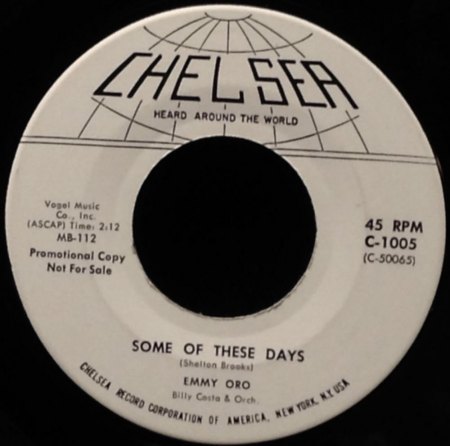 CHELSEA
HEARD AROUND THE WORLD
Vogel Music
Co., Inc.
(ASCAP) Time: 2:12
MB-112
Promotional Copy
Not For Sale
45 RPM
C-1005
(C-50065)
SOME OF THESE DAYS
(Shelton Brooks)
EMMY ORO
Billy Costa & Orch.
CHELSEA RECORD CORPORATION OF AMERICA, NEW YORK, N.Y. USA